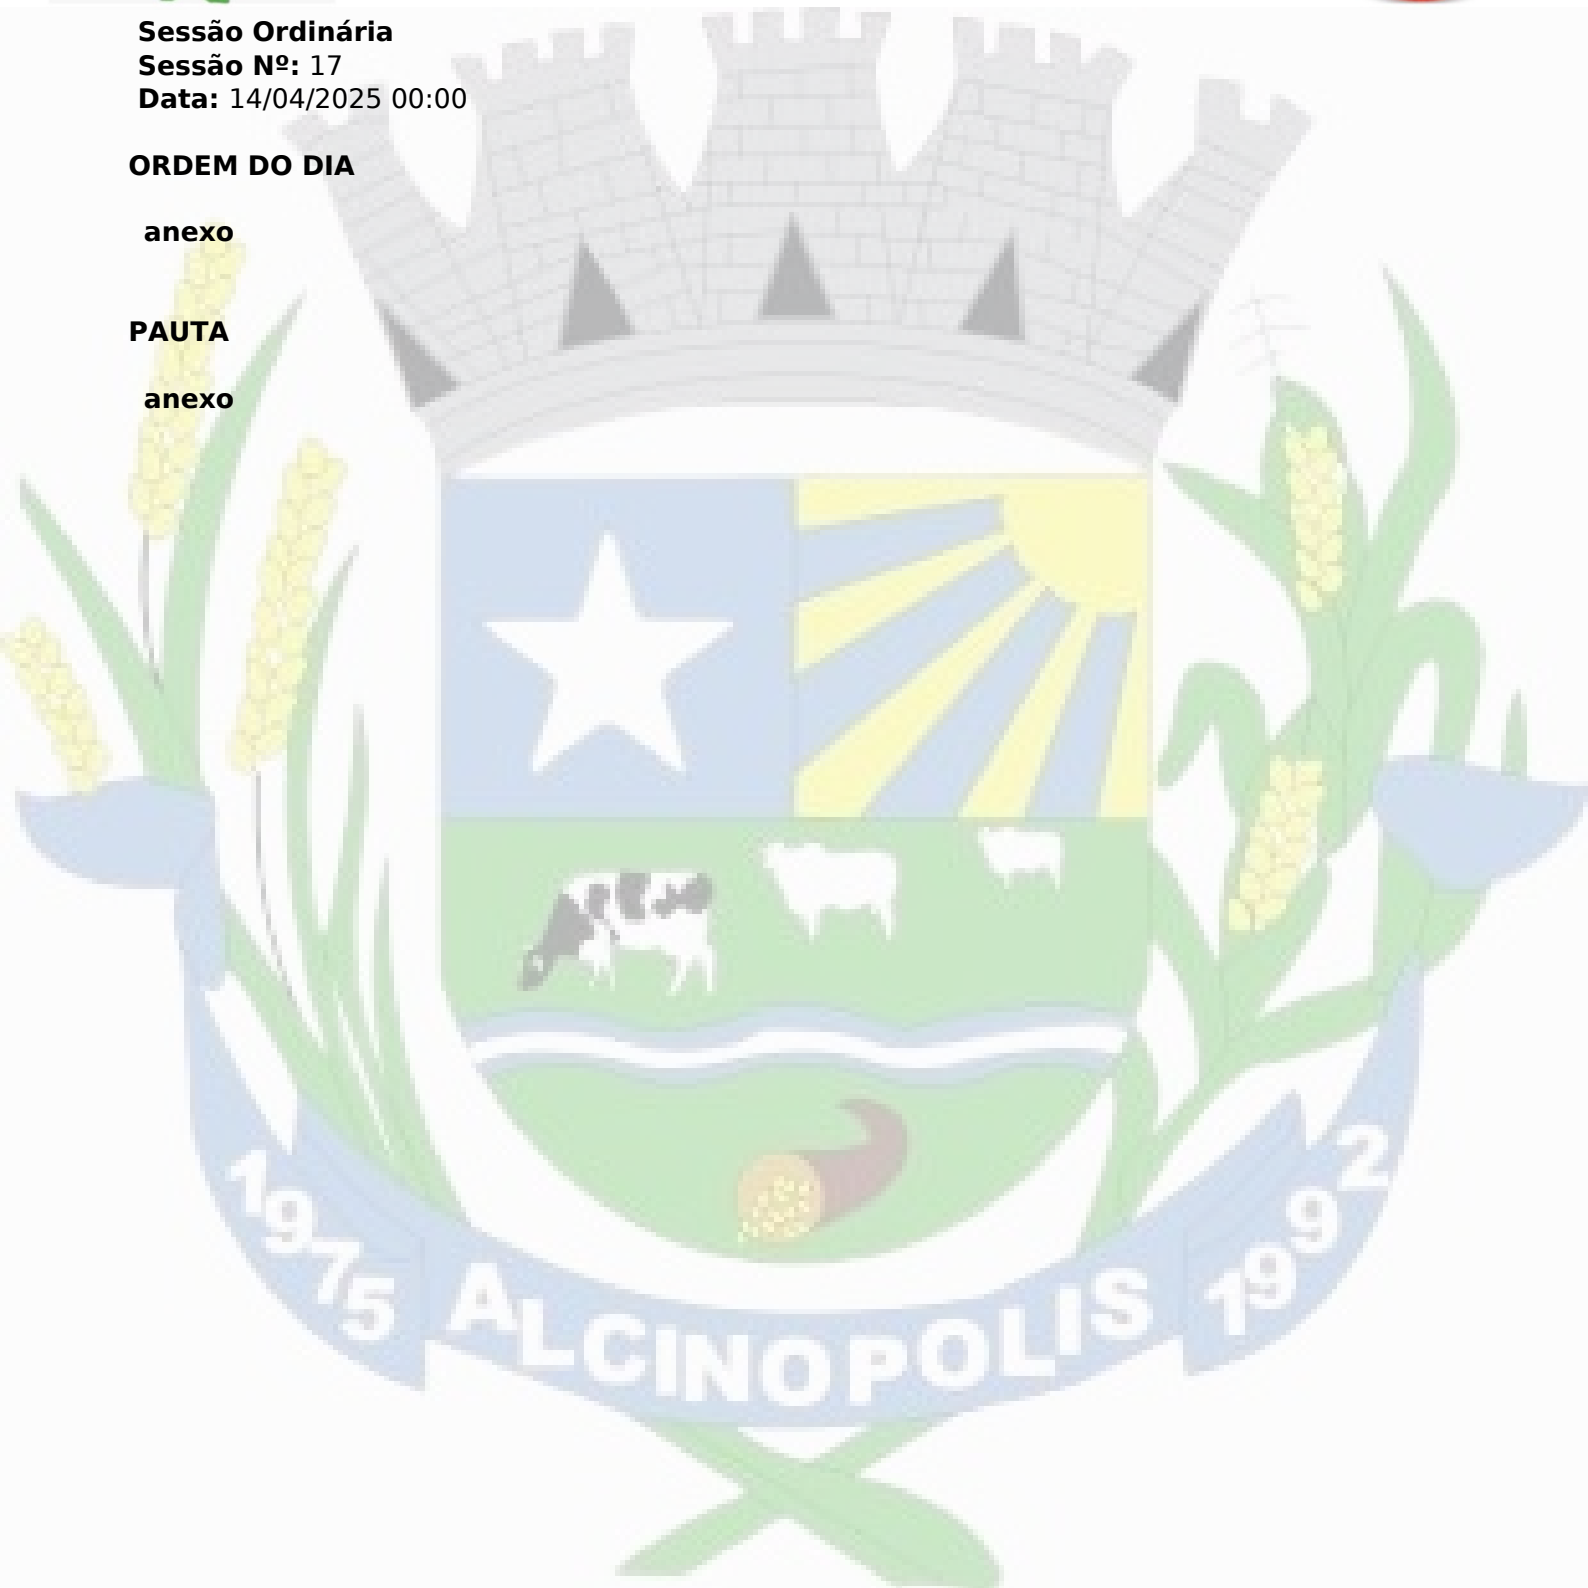 Sessão Ordinária
Sessão Nº: 17
Data: 14/04/2025 00:00
ORDEM DO DIA
anexo
PAUTA
anexo
1975 ALCINOPOLIS 1992